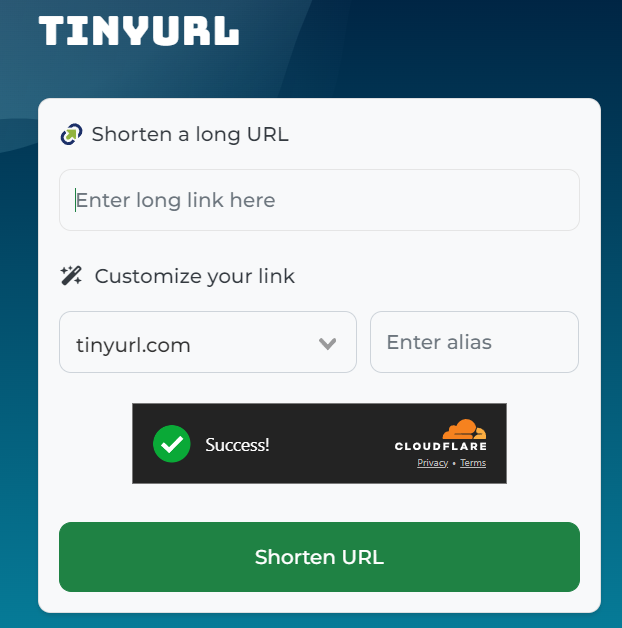 TINYURL
Shorten a long URL
Enter long link here
Customize your link
tinyurl.com
Enter alias
Success!
CLOUDFLARE
Privacy • Terms
Shorten URL